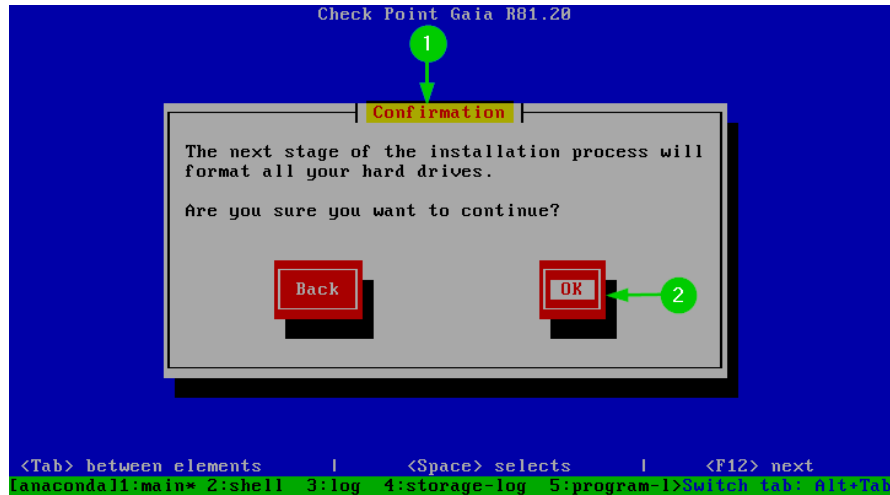 Check Point Gaia R81.20
1
Confirmation
The next stage of the installation process will
format all your hard drives.
Are you sure you want to continue?
Back
OK
2
<Tab> between elements | <Space> selects | <F12> next
[anaconda]1:main* 2:shell 3:log 4:storage-log 5:program-l>Switch tab: Alt+Tab